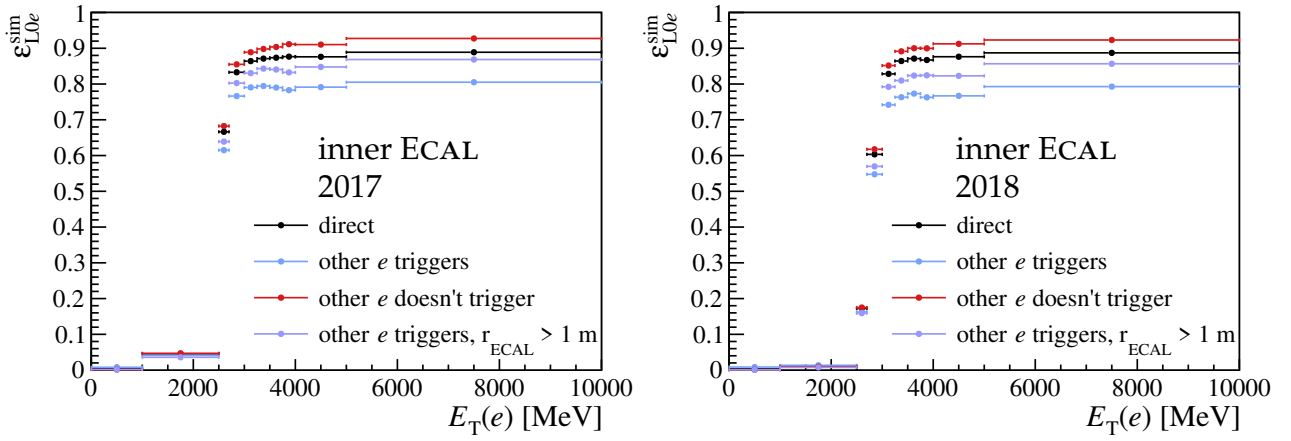 ε^sim_L0e
1
0.9
0.8
0.7
0.6
0.5
0.4
0.3
0.2
0.1
0
inner ECAL
2017
direct
other e triggers
other e doesn't trigger
other e triggers, r_ECAL > 1 m
0 2000 4000 6000 8000 10000
E_T(e) [MeV]
ε^sim_L0e
1
0.9
0.8
0.7
0.6
0.5
0.4
0.3
0.2
0.1
0
inner ECAL
2018
direct
other e triggers
other e doesn't trigger
other e triggers, r_ECAL > 1 m
0 2000 4000 6000 8000 10000
E_T(e) [MeV]